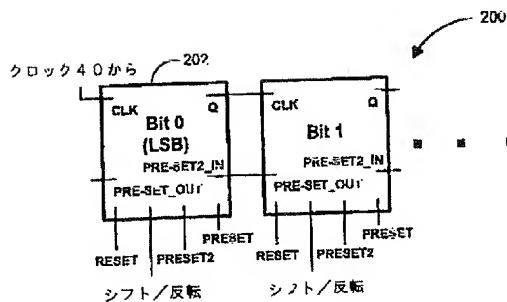 200
202
クロック40から
CLK Q
Bit 0
(LSB)
PRE-SET2_IN
PRE-SET_OUT
RESET PRESET2 PRESET
シフト/反転
CLK Q
Bit 1
PRE-SET2_IN
PRE-SET_OUT
RESET PRESET2 PRESET
シフト/反転